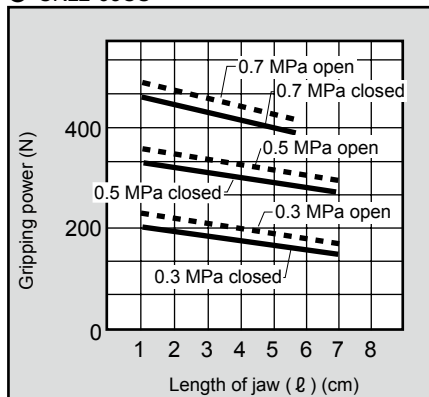 0.7 MPa open
0.7 MPa closed
400
0.5 MPa open
0.5 MPa closed
0.3 MPa open
200
0.3 MPa closed
0
1 2 3 4 5 6 7 8
Length of jaw (ℓ) (cm)
Gripping power (N)